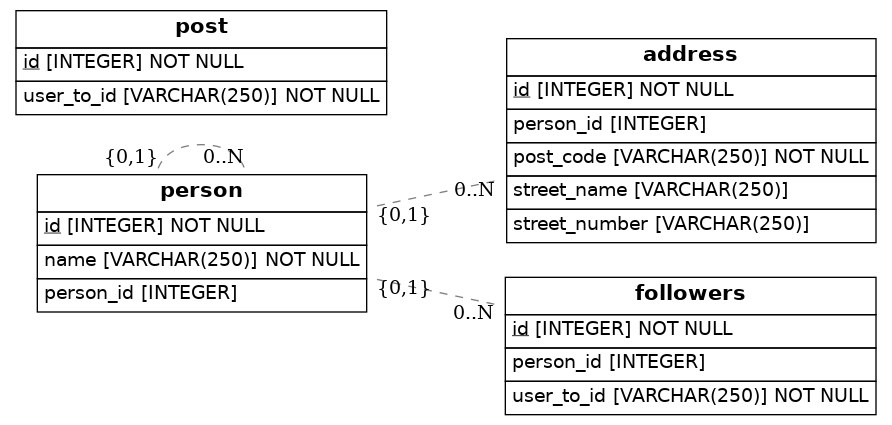 post
id [INTEGER] NOT NULL
user_to_id [VARCHAR(250)] NOT NULL
{0,1} 0..N
person
id [INTEGER] NOT NULL
name [VARCHAR(250)] NOT NULL
person_id [INTEGER]
address
id [INTEGER] NOT NULL
person_id [INTEGER]
post_code [VARCHAR(250)] NOT NULL
street_name [VARCHAR(250)]
street_number [VARCHAR(250)]
0..N
{0,1}
{0,1}
0..N
followers
id [INTEGER] NOT NULL
person_id [INTEGER]
user_to_id [VARCHAR(250)] NOT NULL